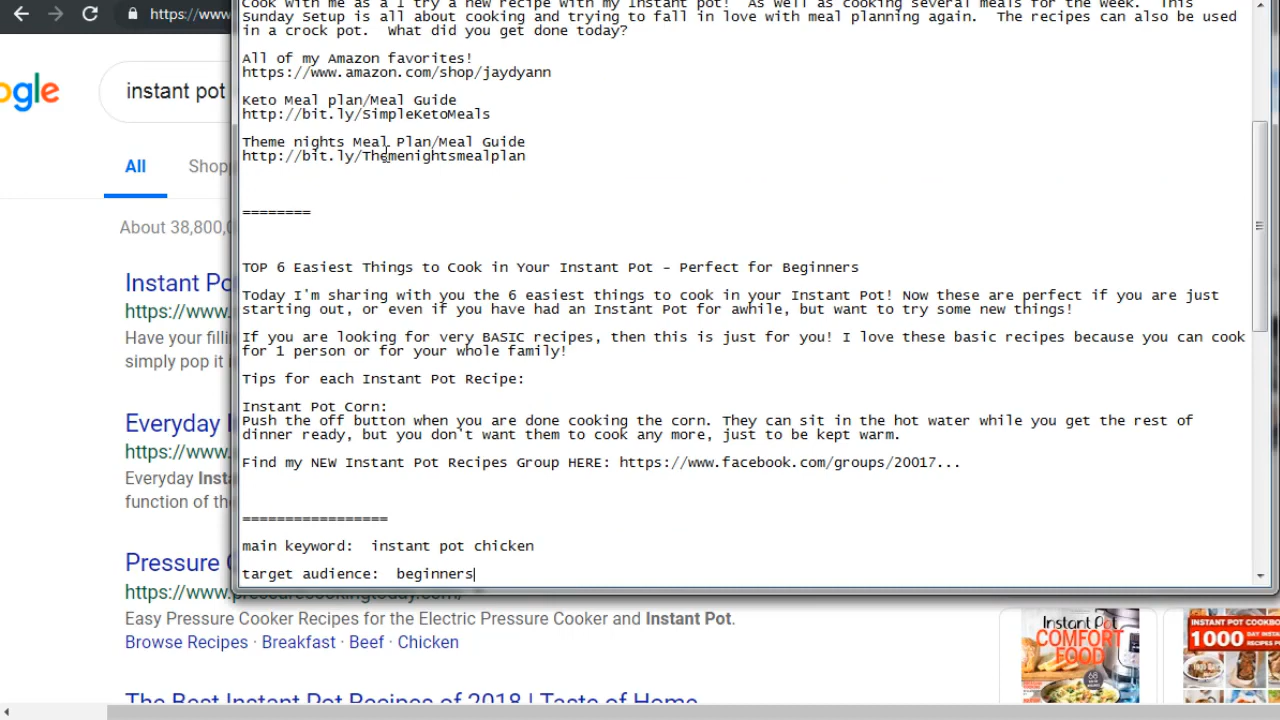 https://www
Cook with me as a I try a new recipe with my Instant pot! As well as cooking several meals for the week. This
Sunday Setup is all about cooking and trying to fall in love with meal planning again. The recipes can also be used
in a crock pot. What did you get done today?
All of my Amazon favorites!
https://www.amazon.com/shop/jaydyann
Keto Meal plan/Meal Guide
http://bit.ly/SimpleKetoMeals
Theme nights Meal Plan/Meal Guide
http://bit.ly/Themenightsmealplan
========
TOP 6 Easiest Things to Cook in Your Instant Pot - Perfect for Beginners
Today I'm sharing with you the 6 easiest things to cook in your Instant Pot! Now these are perfect if you are just
starting out, or even if you have had an Instant Pot for awhile, but want to try some new things!
If you are looking for very BASIC recipes, then this is just for you! I love these basic recipes because you can cook
for 1 person or for your whole family!
Tips for each Instant Pot Recipe:
Instant Pot Corn:
Push the off button when you are done cooking the corn. They can sit in the hot water while you get the rest of
dinner ready, but you don't want them to cook any more, just to be kept warm.
Find my NEW Instant Pot Recipes Group HERE: https://www.facebook.com/groups/20017...
=================
main keyword: instant pot chicken
target audience: beginners
ogle
instant pot
All
Shop
About 38,800,0
Instant Po
https://www.
Have your filli
simply pop it
Everyday I
https://www.
Everyday Insta
function of th
Pressure
https://www.pressurecookingtoday.com/
Easy Pressure Cooker Recipes for the Electric Pressure Cooker and Instant Pot.
Browse Recipes · Breakfast · Beef · Chicken
The Best Instant Pot Recipes of 2018 | Taste of Home
Instant Pot
COMFORT
FOOD
68
INSTANT POT COOKBOOK
1000